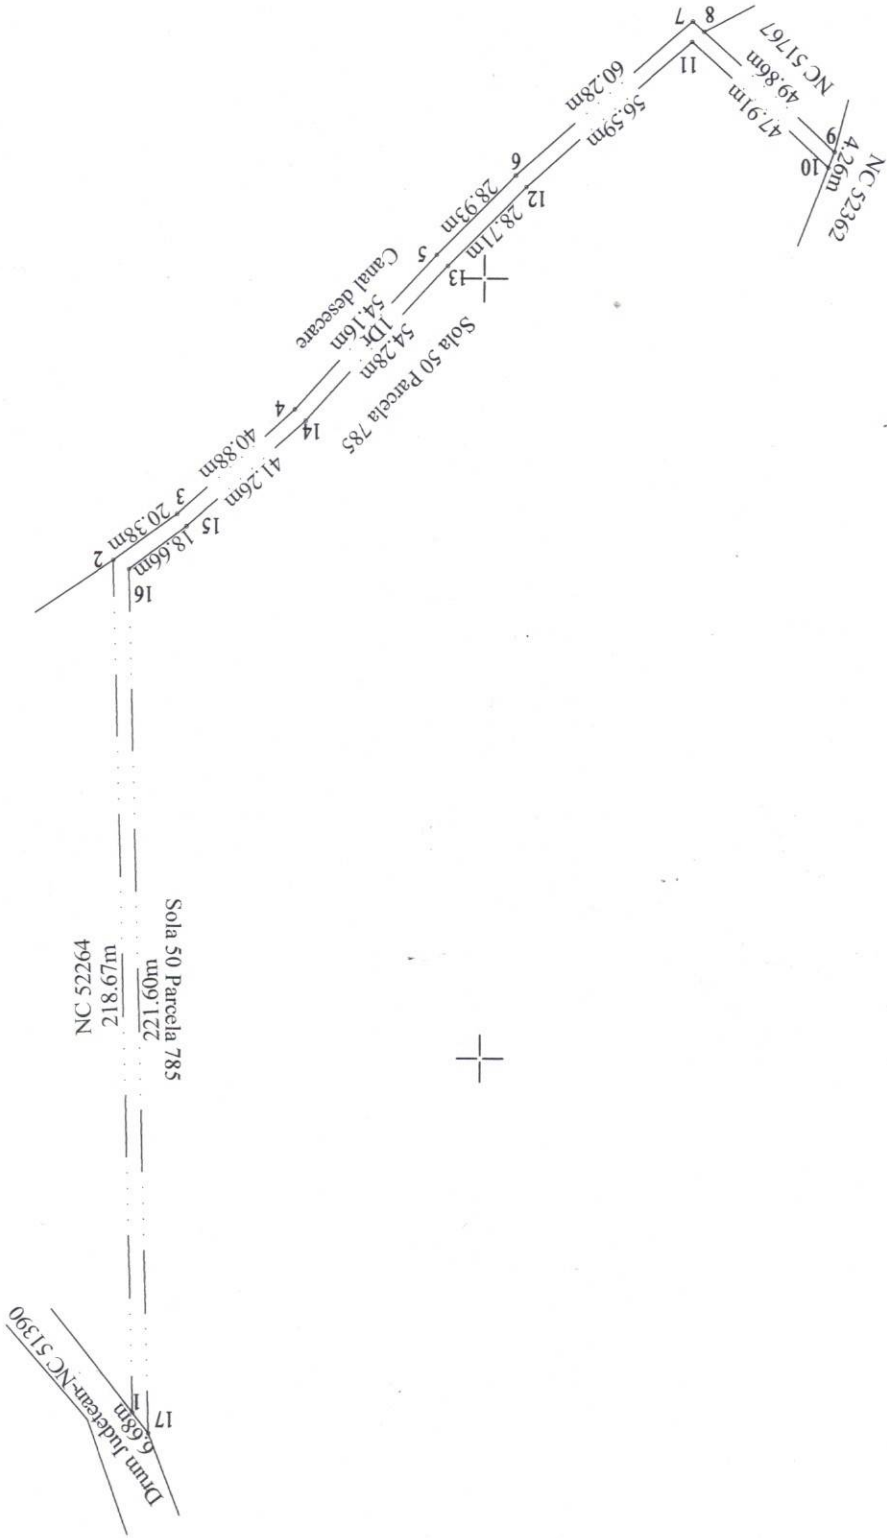 7
8
NC 51767
11
60.28m
49.86m
56.59m
47.91m
9
4.26m
10
NC 52362
6
12
28.93m
28.71m
5
13
Canal desecare
54.16m
1Dr
54.28m
Sola 50 Parcela 785
4
14
40.88m
41.26m
3
15
20.38m
18.66m
2
16
NC 52264
218.67m
221.60m
Sola 50 Parcela 785
1
6.68m
17
Drum Judetean-NC 51390